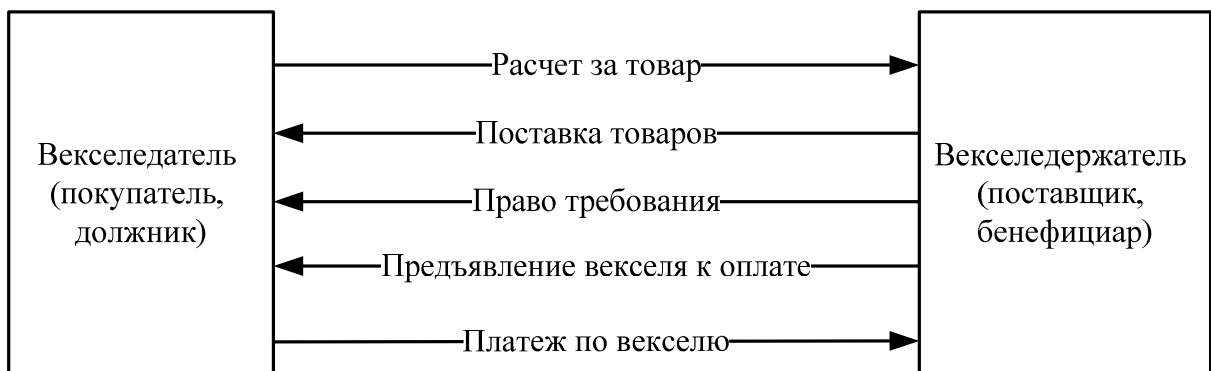 Расчет за товар
Поставка товаров
Векселедатель
(покупатель,
должник)
Право требования
Предъявление векселя к оплате
Платеж по векселю
Векселедержатель
(поставщик,
бенефициар)